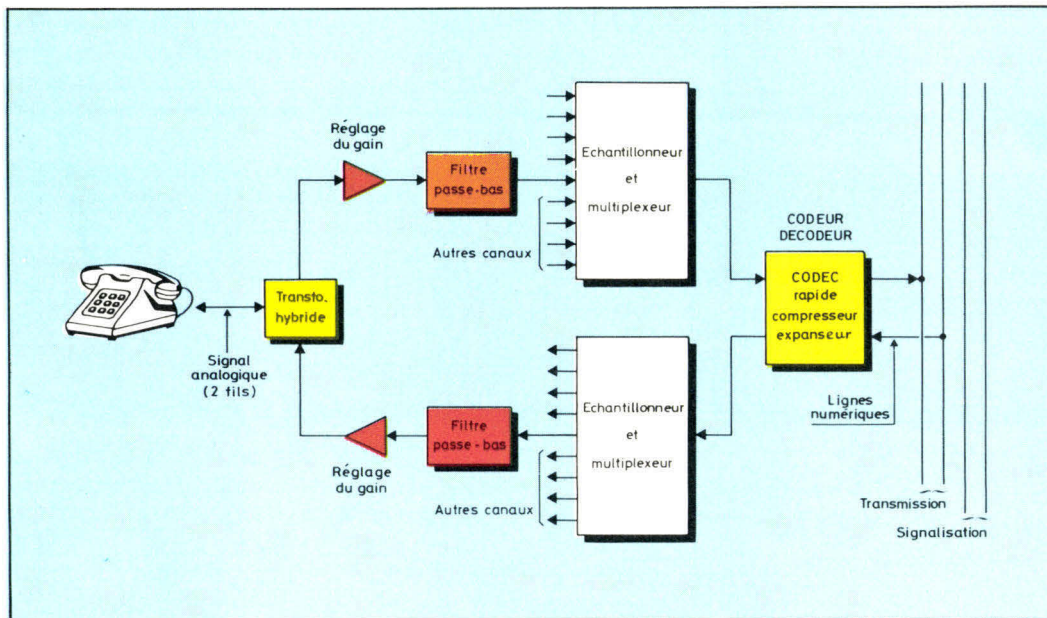 Réglage
du gain
Filtre
passe-bas
Echantillonneur
et
multiplexeur
Autres canaux
CODEUR
DECODEUR
CODEC
rapide
compresseur
expanseur
Transfo.
hybride
Signal
analogique
(2 fils)
Lignes
numériques
Filtre
passe-bas
Echantillonneur
et
multiplexeur
Réglage
du gain
Autres canaux
Transmission
Signalisation